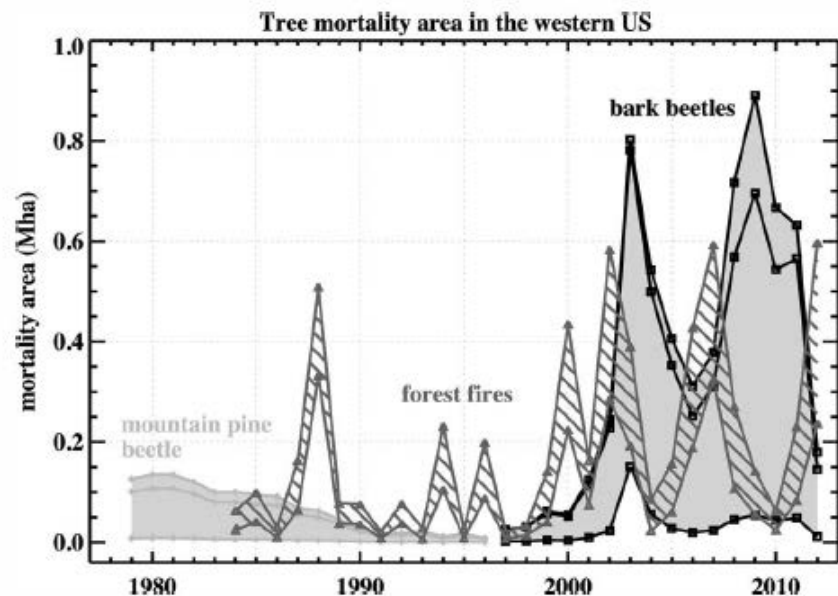 Tree mortality area in the western US
1.0
0.8
0.6
0.4
0.2
0.0
mortality area (Mha)
bark beetles
forest fires
mountain pine
beetle
1980
1990
2000
2010